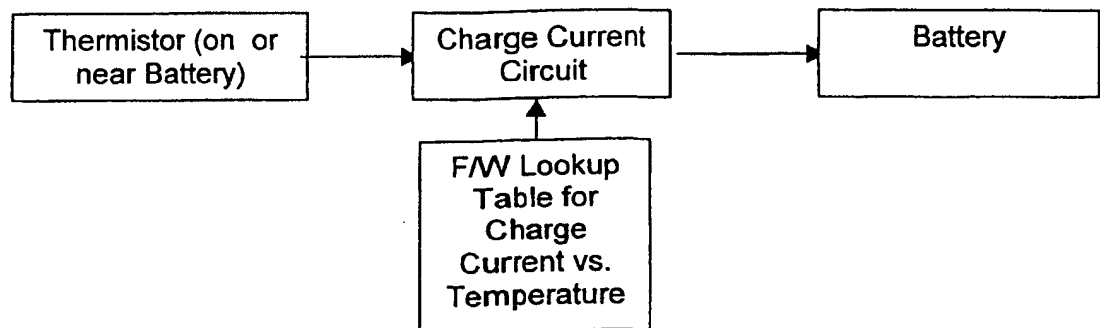 Thermistor (on or
near Battery)
Charge Current
Circuit
Battery
F/W Lookup
Table for
Charge
Current vs.
Temperature